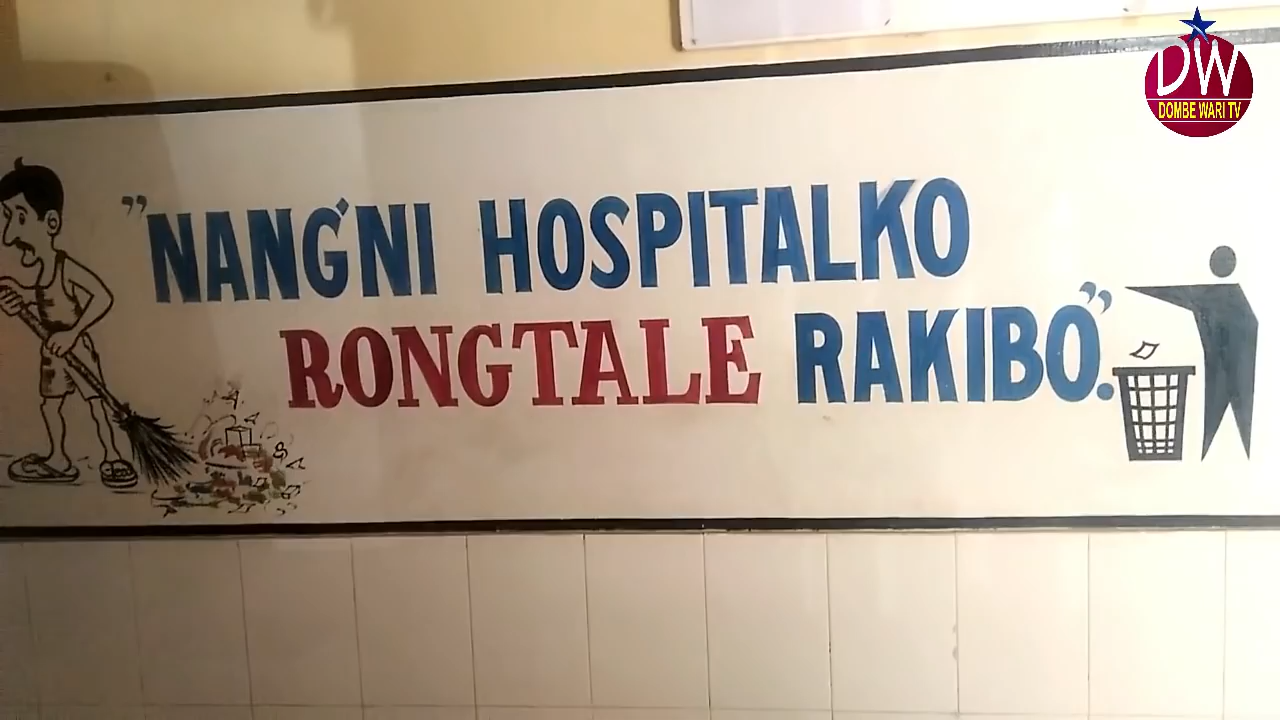 "NANG'NI HOSPITALKO
RONGTALE RAKIBO."
DW
DOMBE WARI TV